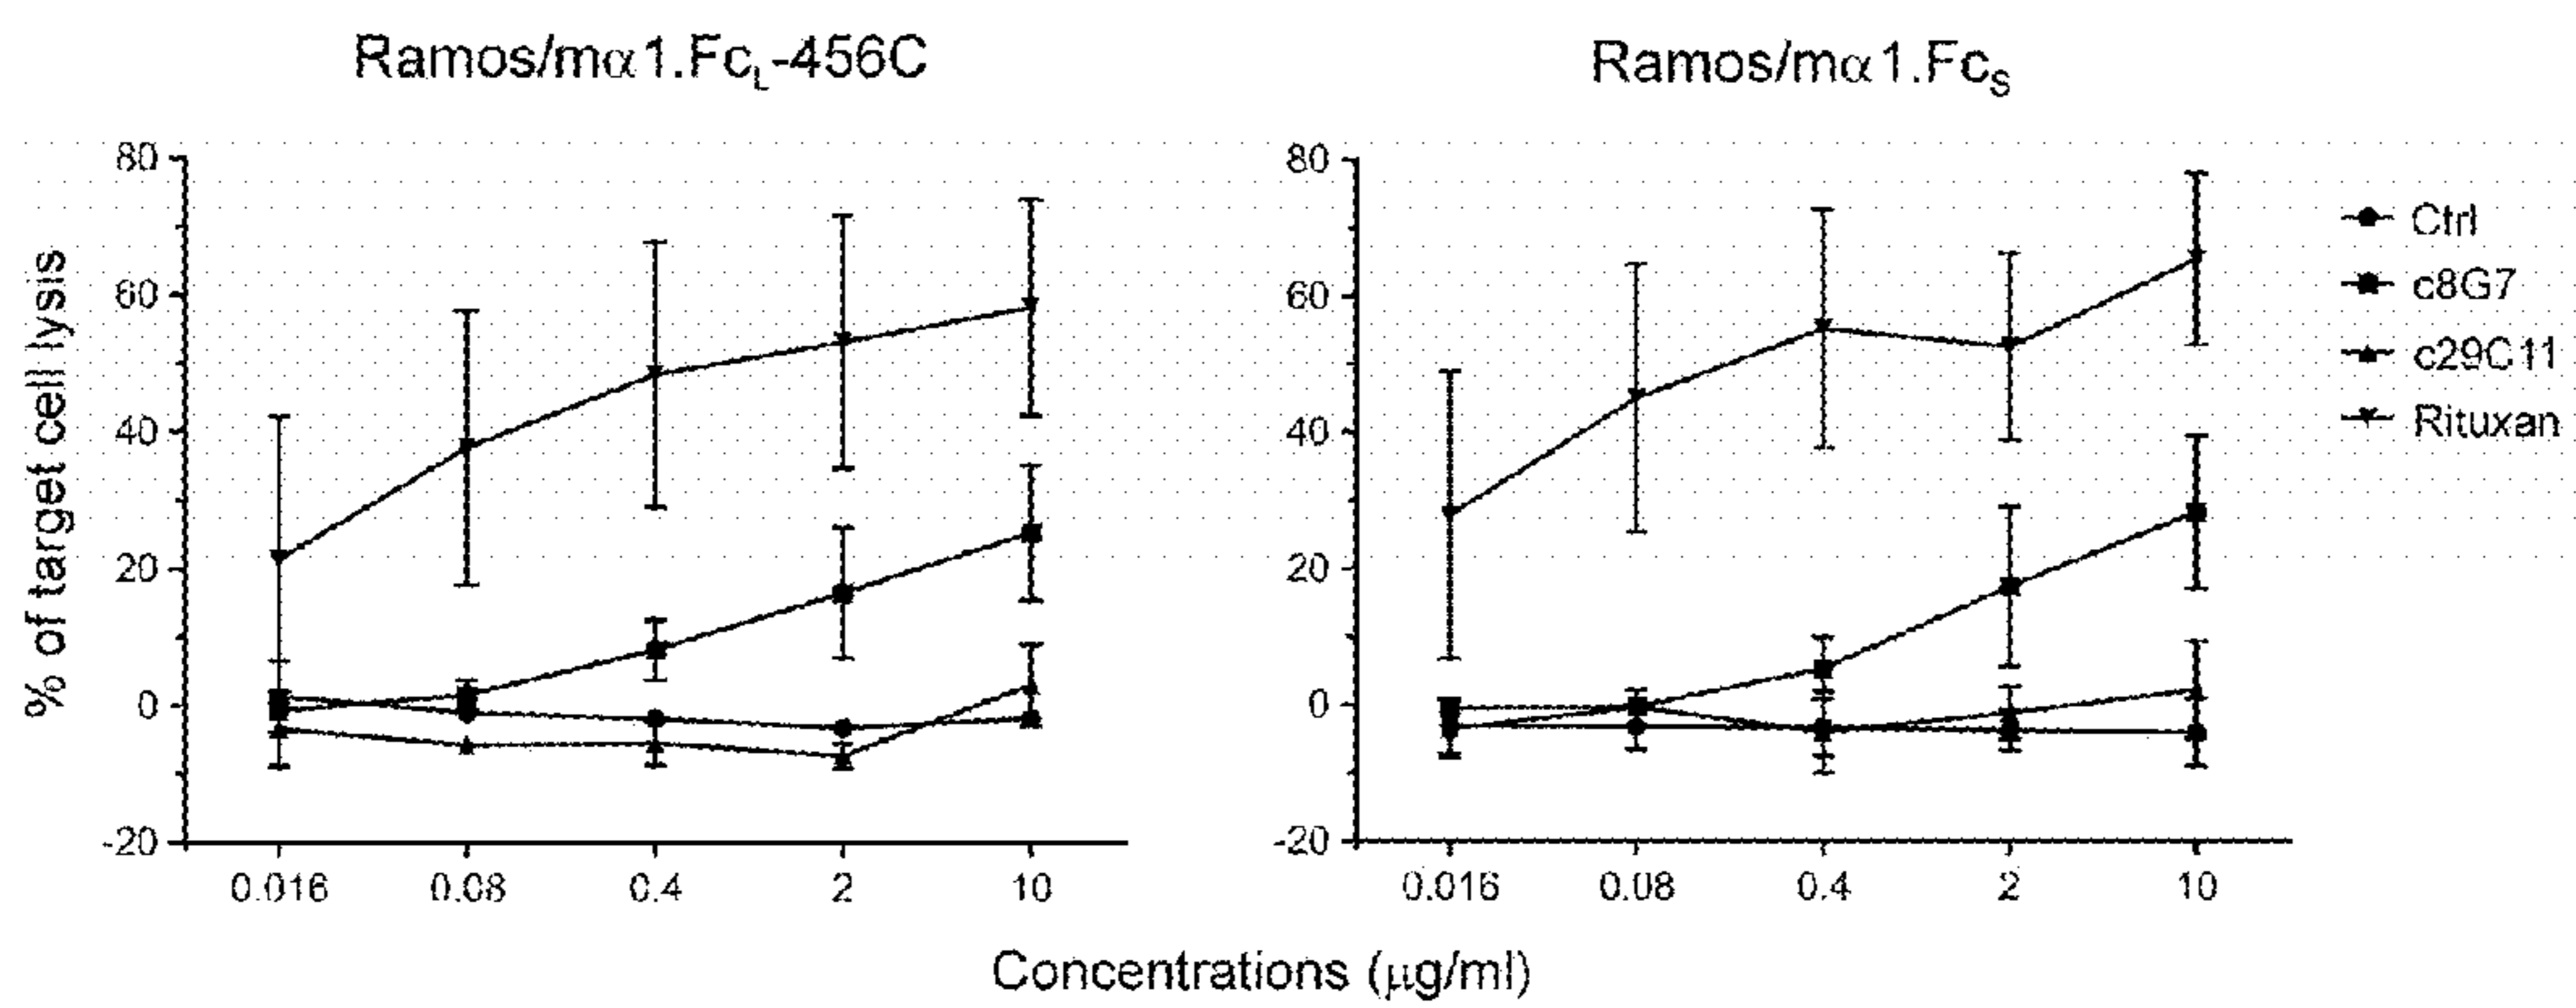 Ramos/mα1.Fc_L-456C
80
60
40
20
0
-20
0.016 0.08 0.4 2 10
% of target cell lysis
Ramos/mα1.Fc_S
80
60
40
20
0
-20
0.016 0.08 0.4 2 10
Ctrl
c8G7
c29C11
Rituxan
Concentrations (μg/ml)